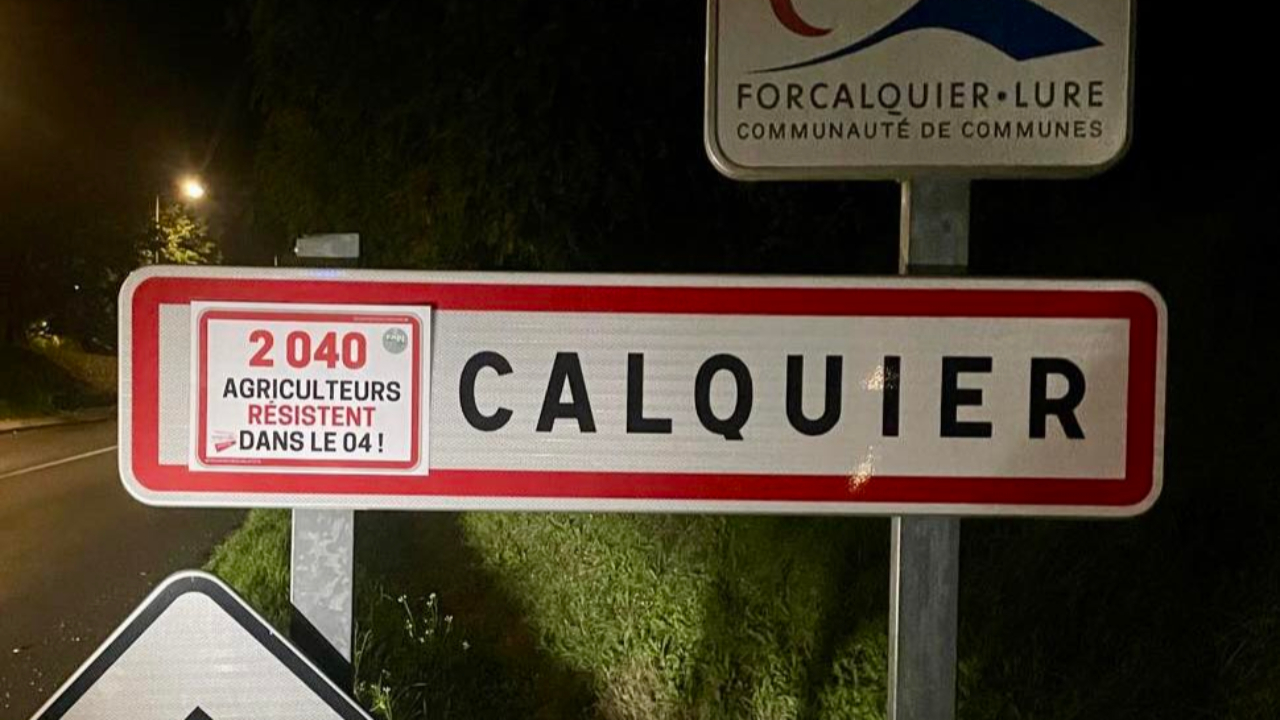 FORCALQUIER•LURE
COMMUNAUTÉ DE COMMUNES
2 040
AGRICULTEURS
RÉSISTENT
DANS LE 04 !
CALQUIER